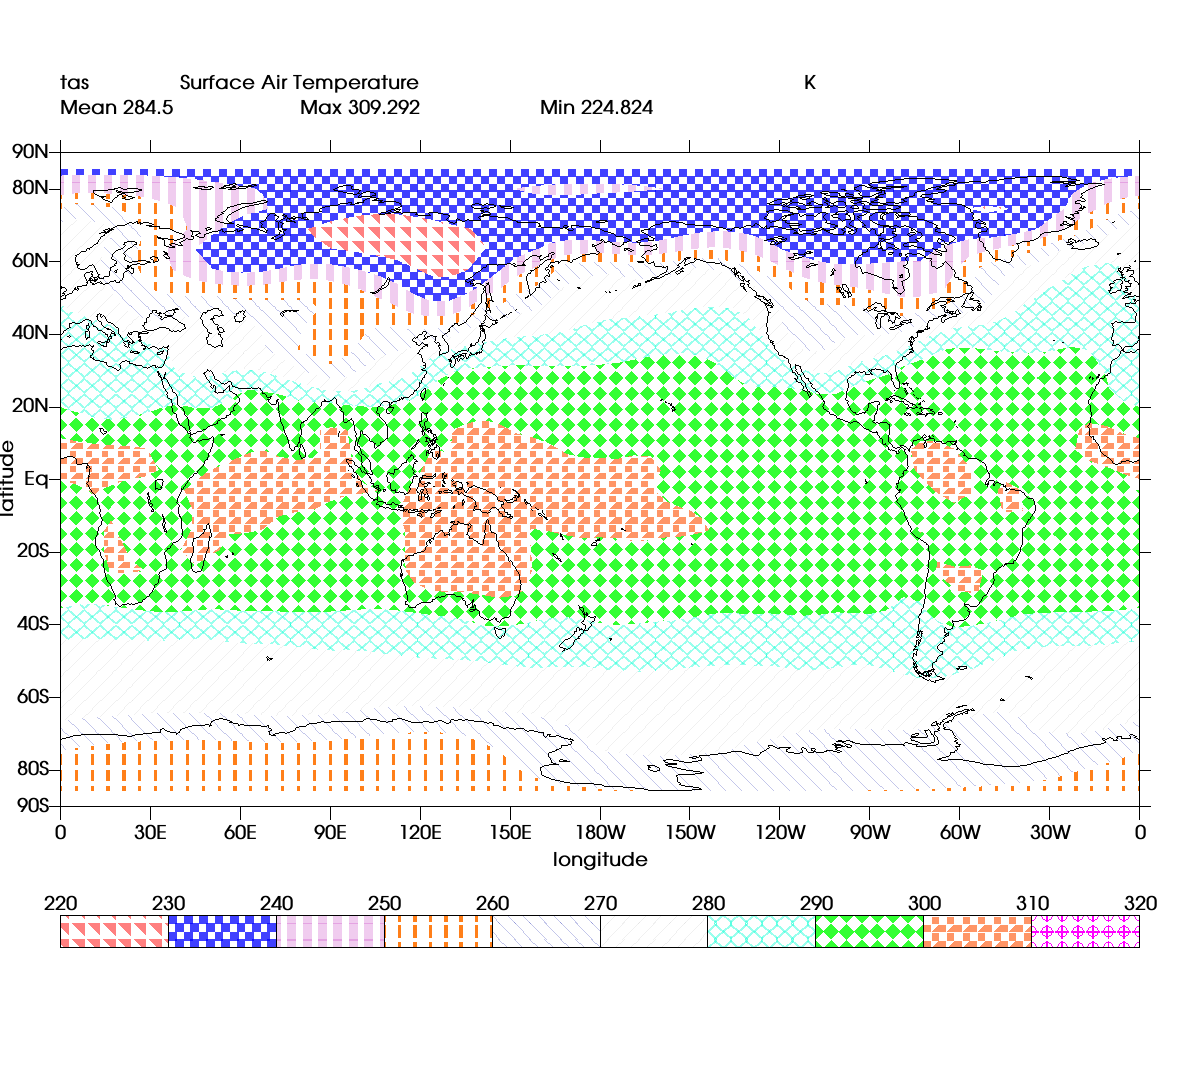 tas Surface Air Temperature K
Mean 284.5 Max 309.292 Min 224.824
90N
80N
60N
40N
20N
Eq
20S
40S
60S
80S
90S
latitude
0 30E 60E 90E 120E 150E 180W 150W 120W 90W 60W 30W 0
longitude
220 230 240 250 260 270 280 290 300 310 320